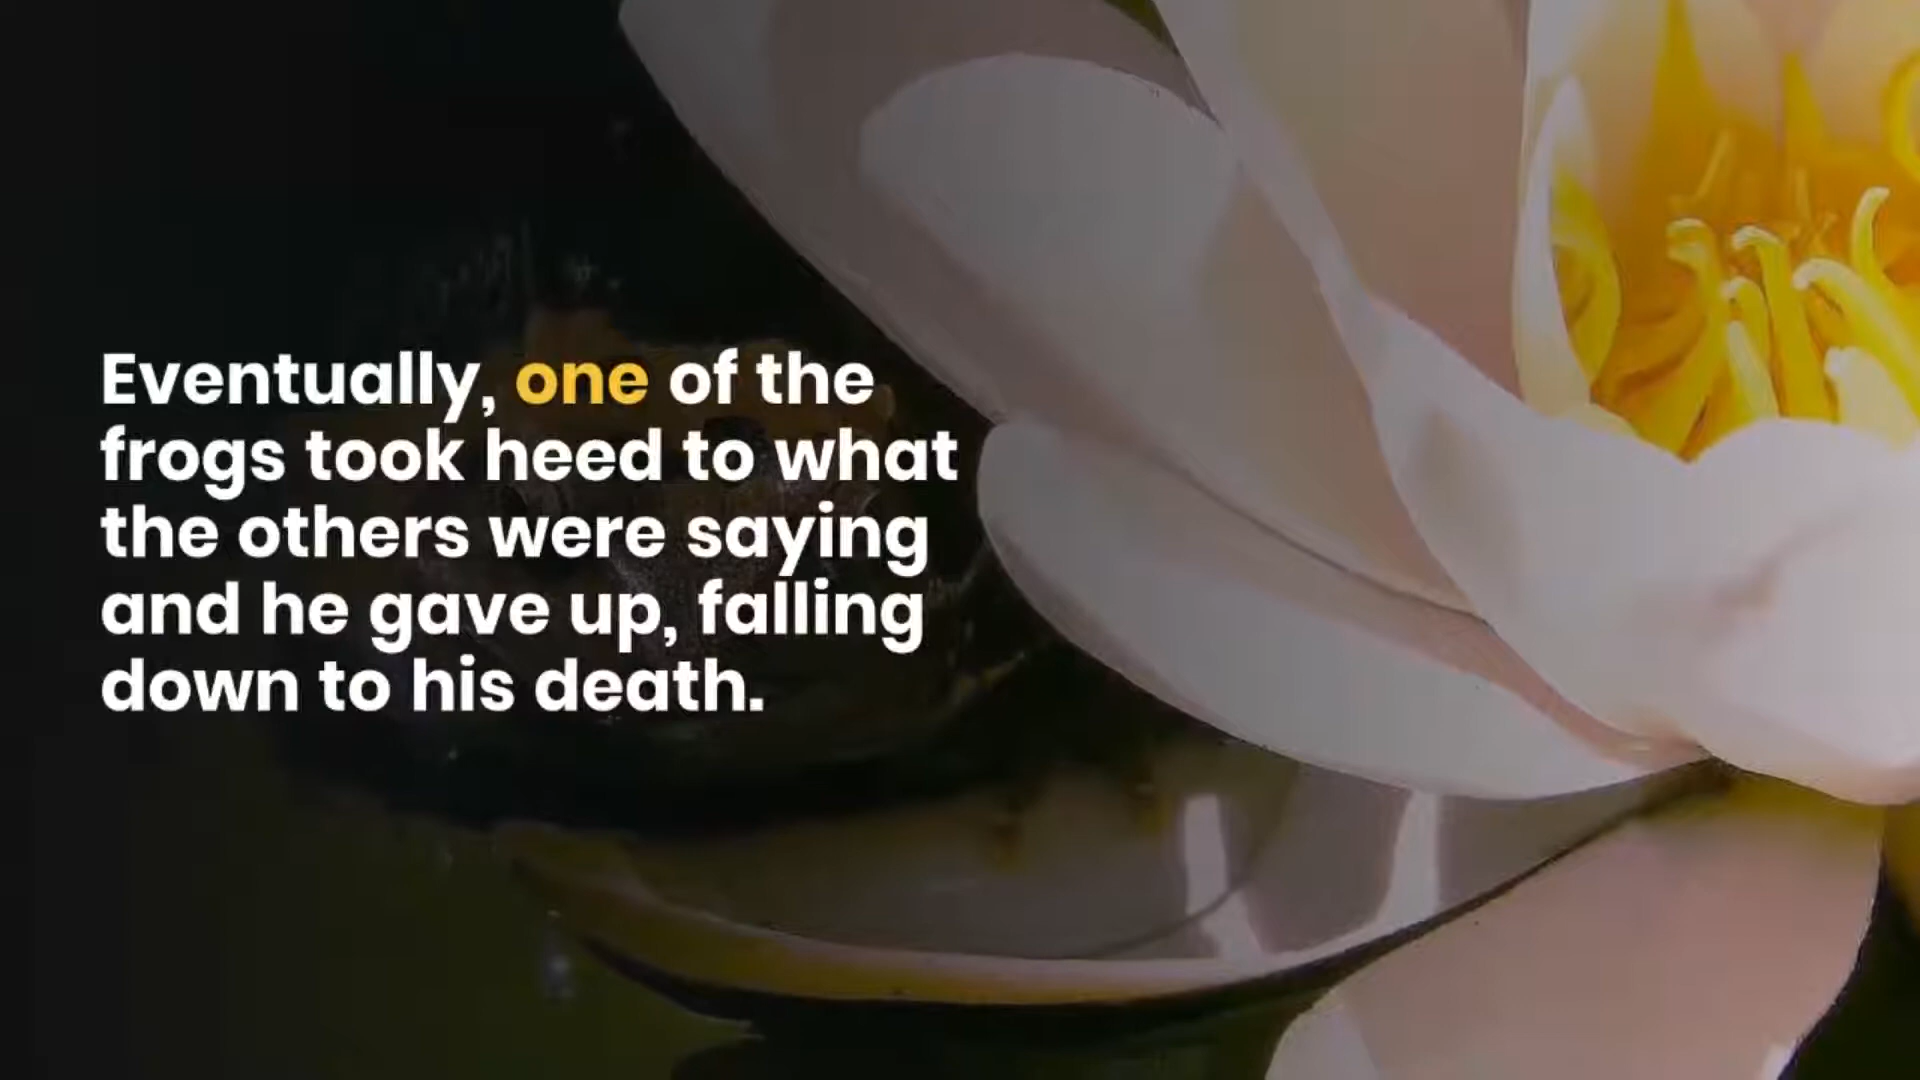 Eventually, one of the
frogs took heed to what
the others were saying
and he gave up, falling
down to his death.